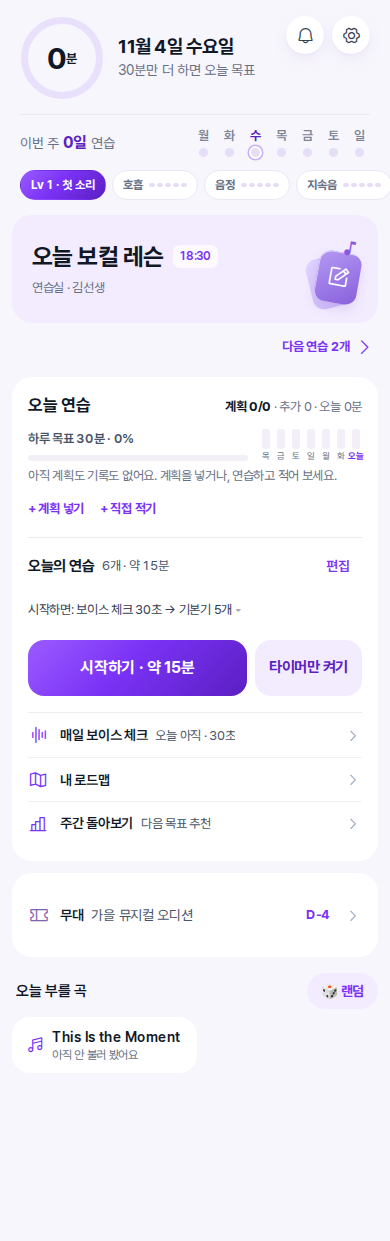 0분
11월 4일 수요일
30분만 더 하면 오늘 목표
이번 주 0일 연습
월 화 수 목 금 토 일
Lv 1 · 첫 소리
호흡
음정
지속음
오늘 보컬 레슨 18:30
연습실 · 김선생
다음 연습 2개
오늘 연습
계획 0/0 · 추가 0 · 오늘 0분
하루 목표 30분 · 0%
목 금 토 일 월 화 오늘
아직 계획도 기록도 없어요. 계획을 넣거나, 연습하고 적어 보세요.
+ 계획 넣기 + 직접 적기
오늘의 연습 6개 · 약 15분 편집
시작하면: 보이스 체크 30초 → 기본기 5개
시작하기 · 약 15분
타이머만 켜기
매일 보이스 체크 오늘 아직 · 30초
내 로드맵
주간 돌아보기 다음 목표 추천
무대 가을 뮤지컬 오디션 D-4
오늘 부를 곡
🎲 랜덤
This Is the Moment
아직 안 불러 봤어요